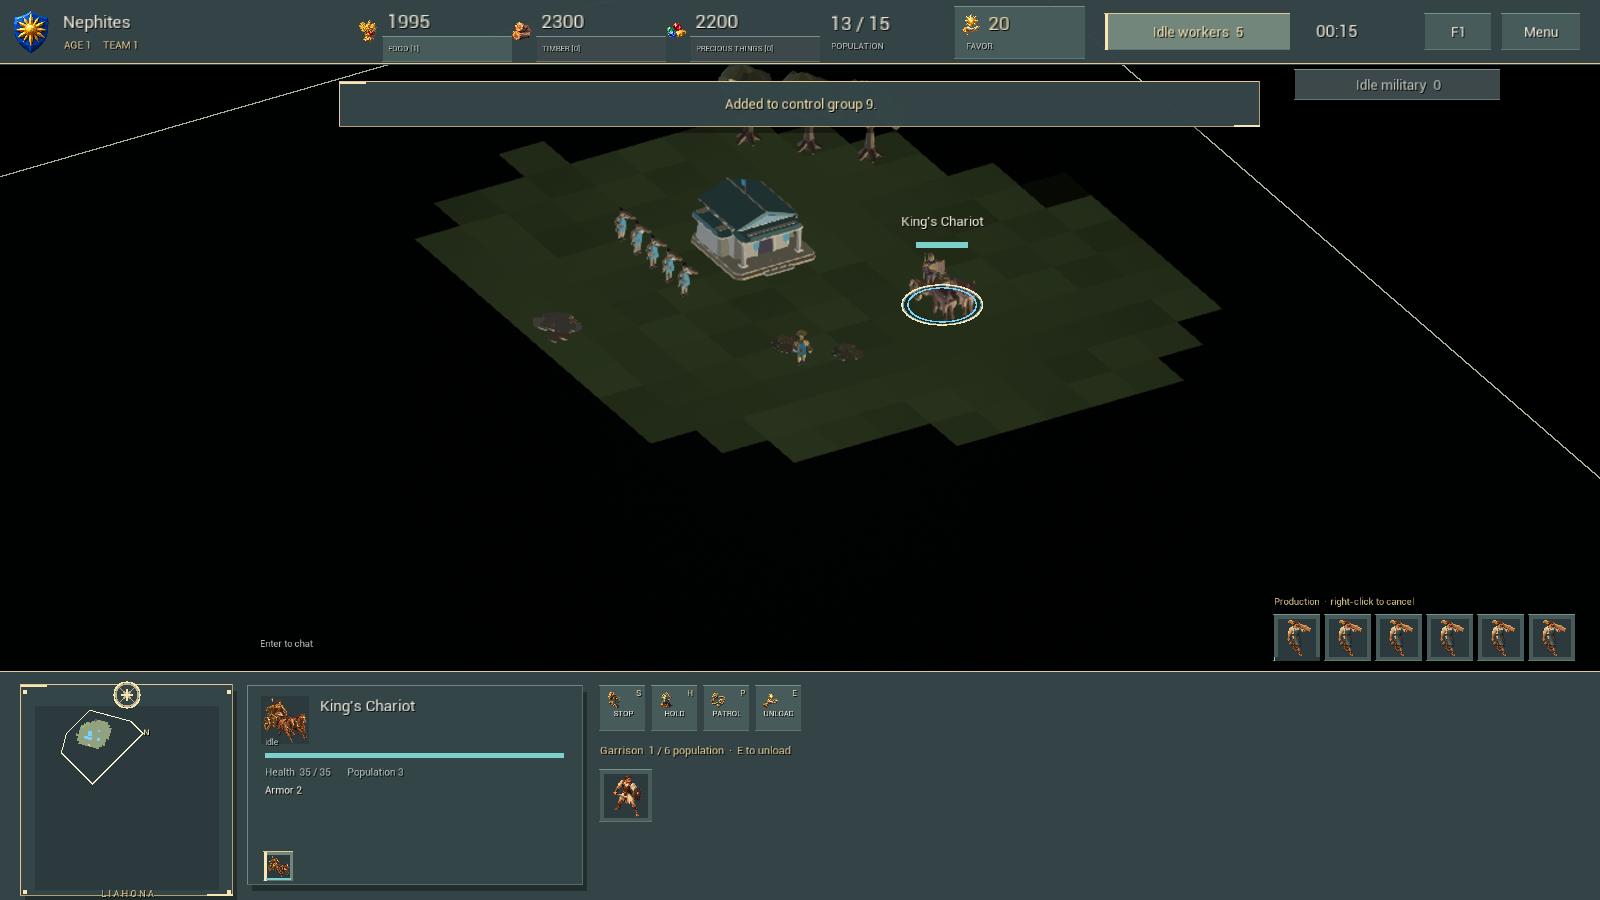 Nephites
AGE 1 TEAM 1
1995
FOOD [1]
2300
TIMBER [0]
2200
PRECIOUS THINGS [0]
13 / 15
POPULATION
20
FAVOR
Idle workers 5
00:15
F1
Menu
Idle military 0
Added to control group 9.
King's Chariot
Production · right-click to cancel
Enter to chat
N
LIAHONA
King's Chariot
idle
Health 35 / 35 Population 3
Armor 2
S
STOP
H
HOLD
P
PATROL
E
UNLOAD
Garrison 1 / 6 population · E to unload